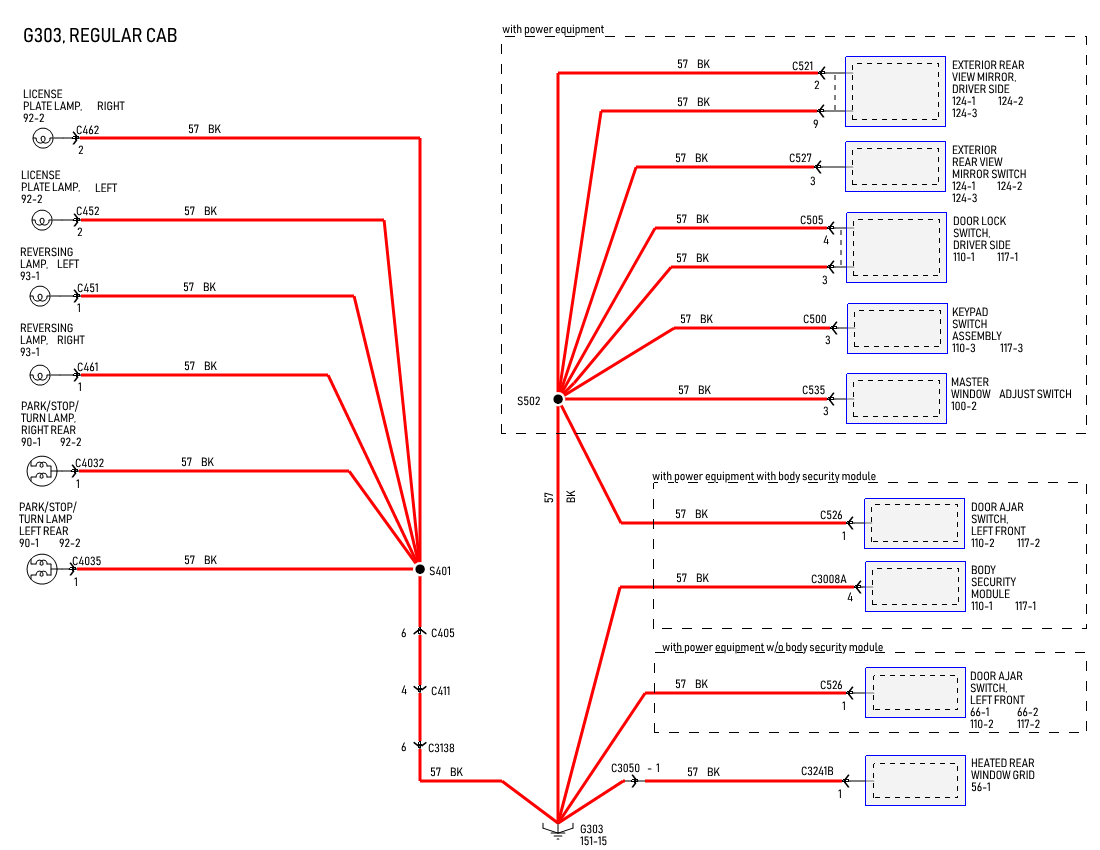 G303, REGULAR CAB
LICENSE
PLATE LAMP, RIGHT
92-2
C462
2
57 BK
LICENSE
PLATE LAMP, LEFT
92-2
C452
2
57 BK
REVERSING
LAMP, LEFT
93-1
C451
1
57 BK
REVERSING
LAMP, RIGHT
93-1
C461
1
57 BK
PARK/STOP/
TURN LAMP,
RIGHT REAR
90-1 92-2
C4032
1
57 BK
PARK/STOP/
TURN LAMP
LEFT REAR
90-1 92-2
C4035
1
57 BK
S401
6 C405
4 C411
6 C3138
57 BK
with power equipment
57 BK C521
2
57 BK
9
EXTERIOR REAR
VIEW MIRROR,
DRIVER SIDE
124-1 124-2
124-3
57 BK C527
3
EXTERIOR
REAR VIEW
MIRROR SWITCH
124-1 124-2
124-3
57 BK C505
4
57 BK
3
DOOR LOCK
SWITCH,
DRIVER SIDE
110-1 117-1
57 BK C500
3
KEYPAD
SWITCH
ASSEMBLY
110-3 117-3
S502
57 BK C535
3
MASTER
WINDOW ADJUST SWITCH
100-2
57 BK
with power equipment with body security module
57 BK C526
1
DOOR AJAR
SWITCH,
LEFT FRONT
110-2 117-2
57 BK C3008A
4
BODY
SECURITY
MODULE
110-1 117-1
with power equipment w/o body security module
57 BK C526
1
DOOR AJAR
SWITCH,
LEFT FRONT
66-1 66-2
110-2 117-2
C3050 - 1
57 BK C3241B
1
HEATED REAR
WINDOW GRID
56-1
G303
151-15